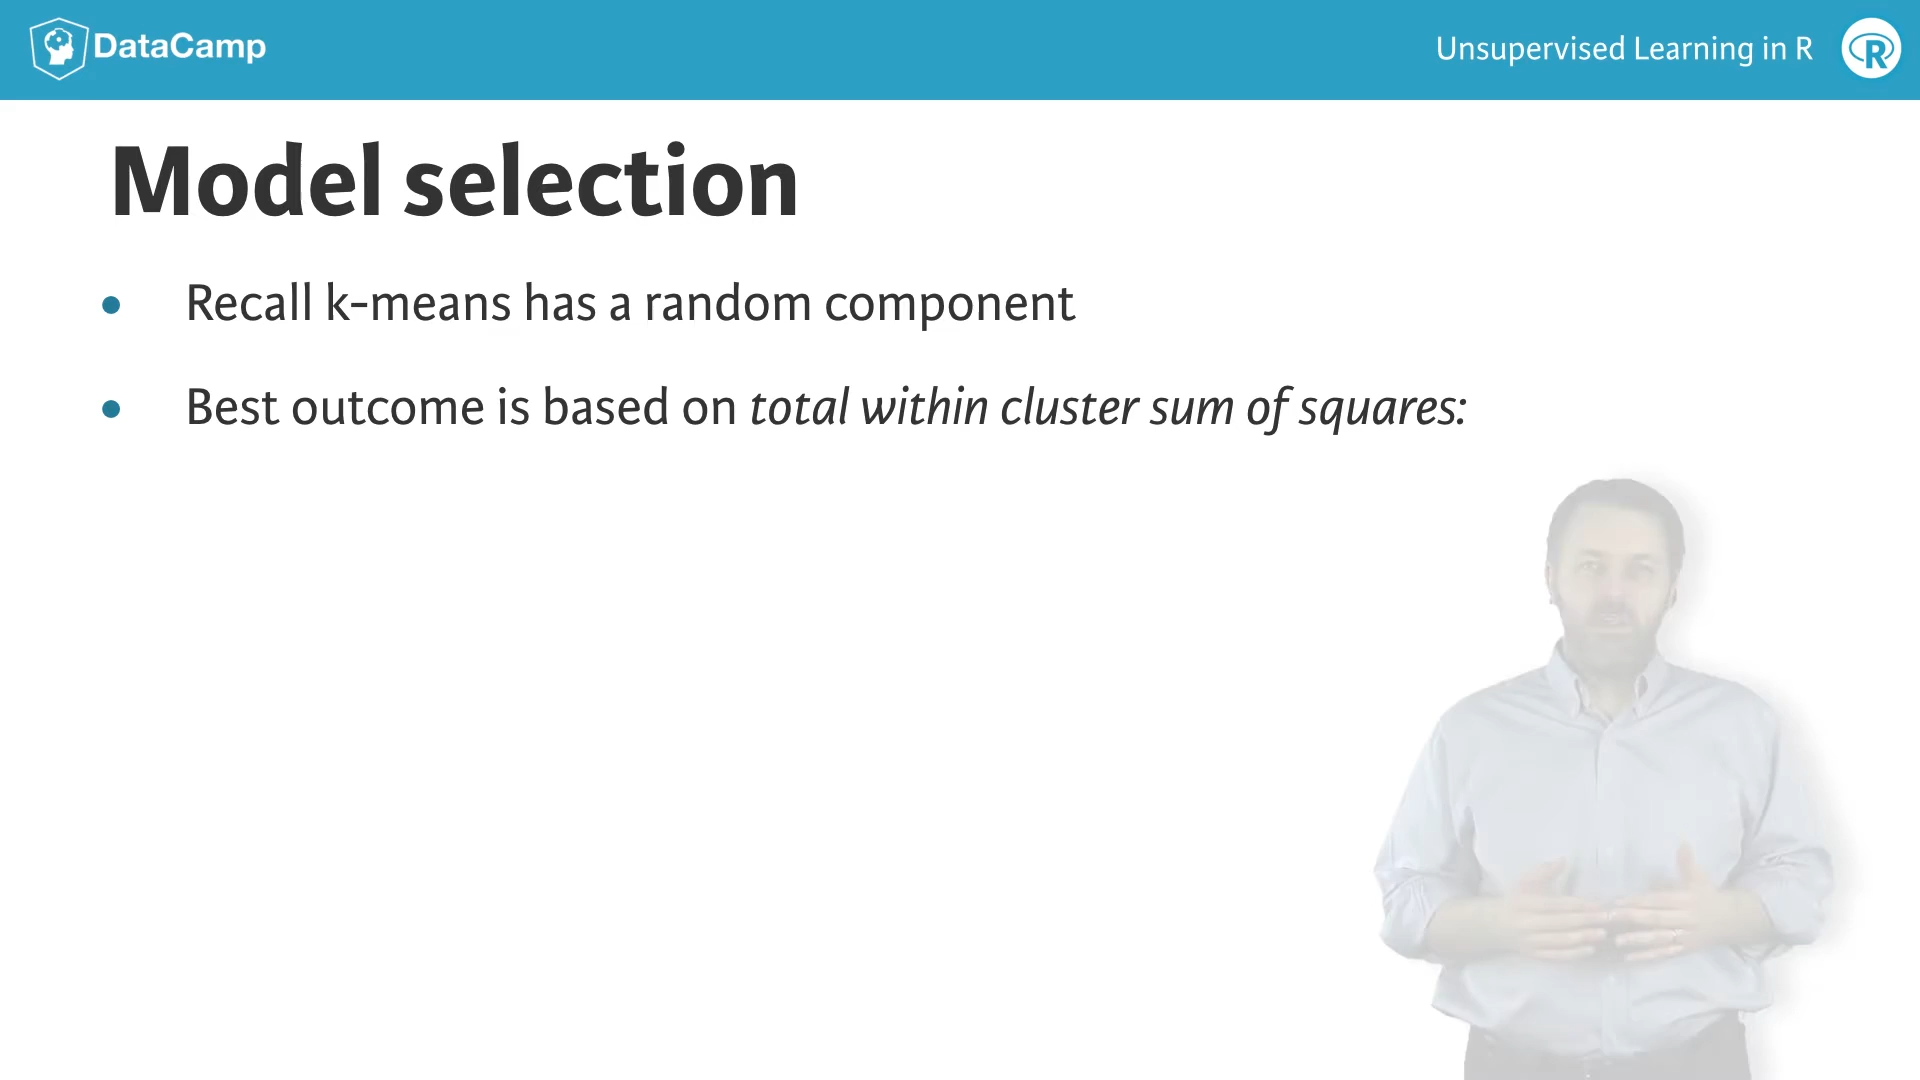 DataCamp
Unsupervised Learning in R
R
Model selection
• Recall k-means has a random component
• Best outcome is based on total within cluster sum of squares: